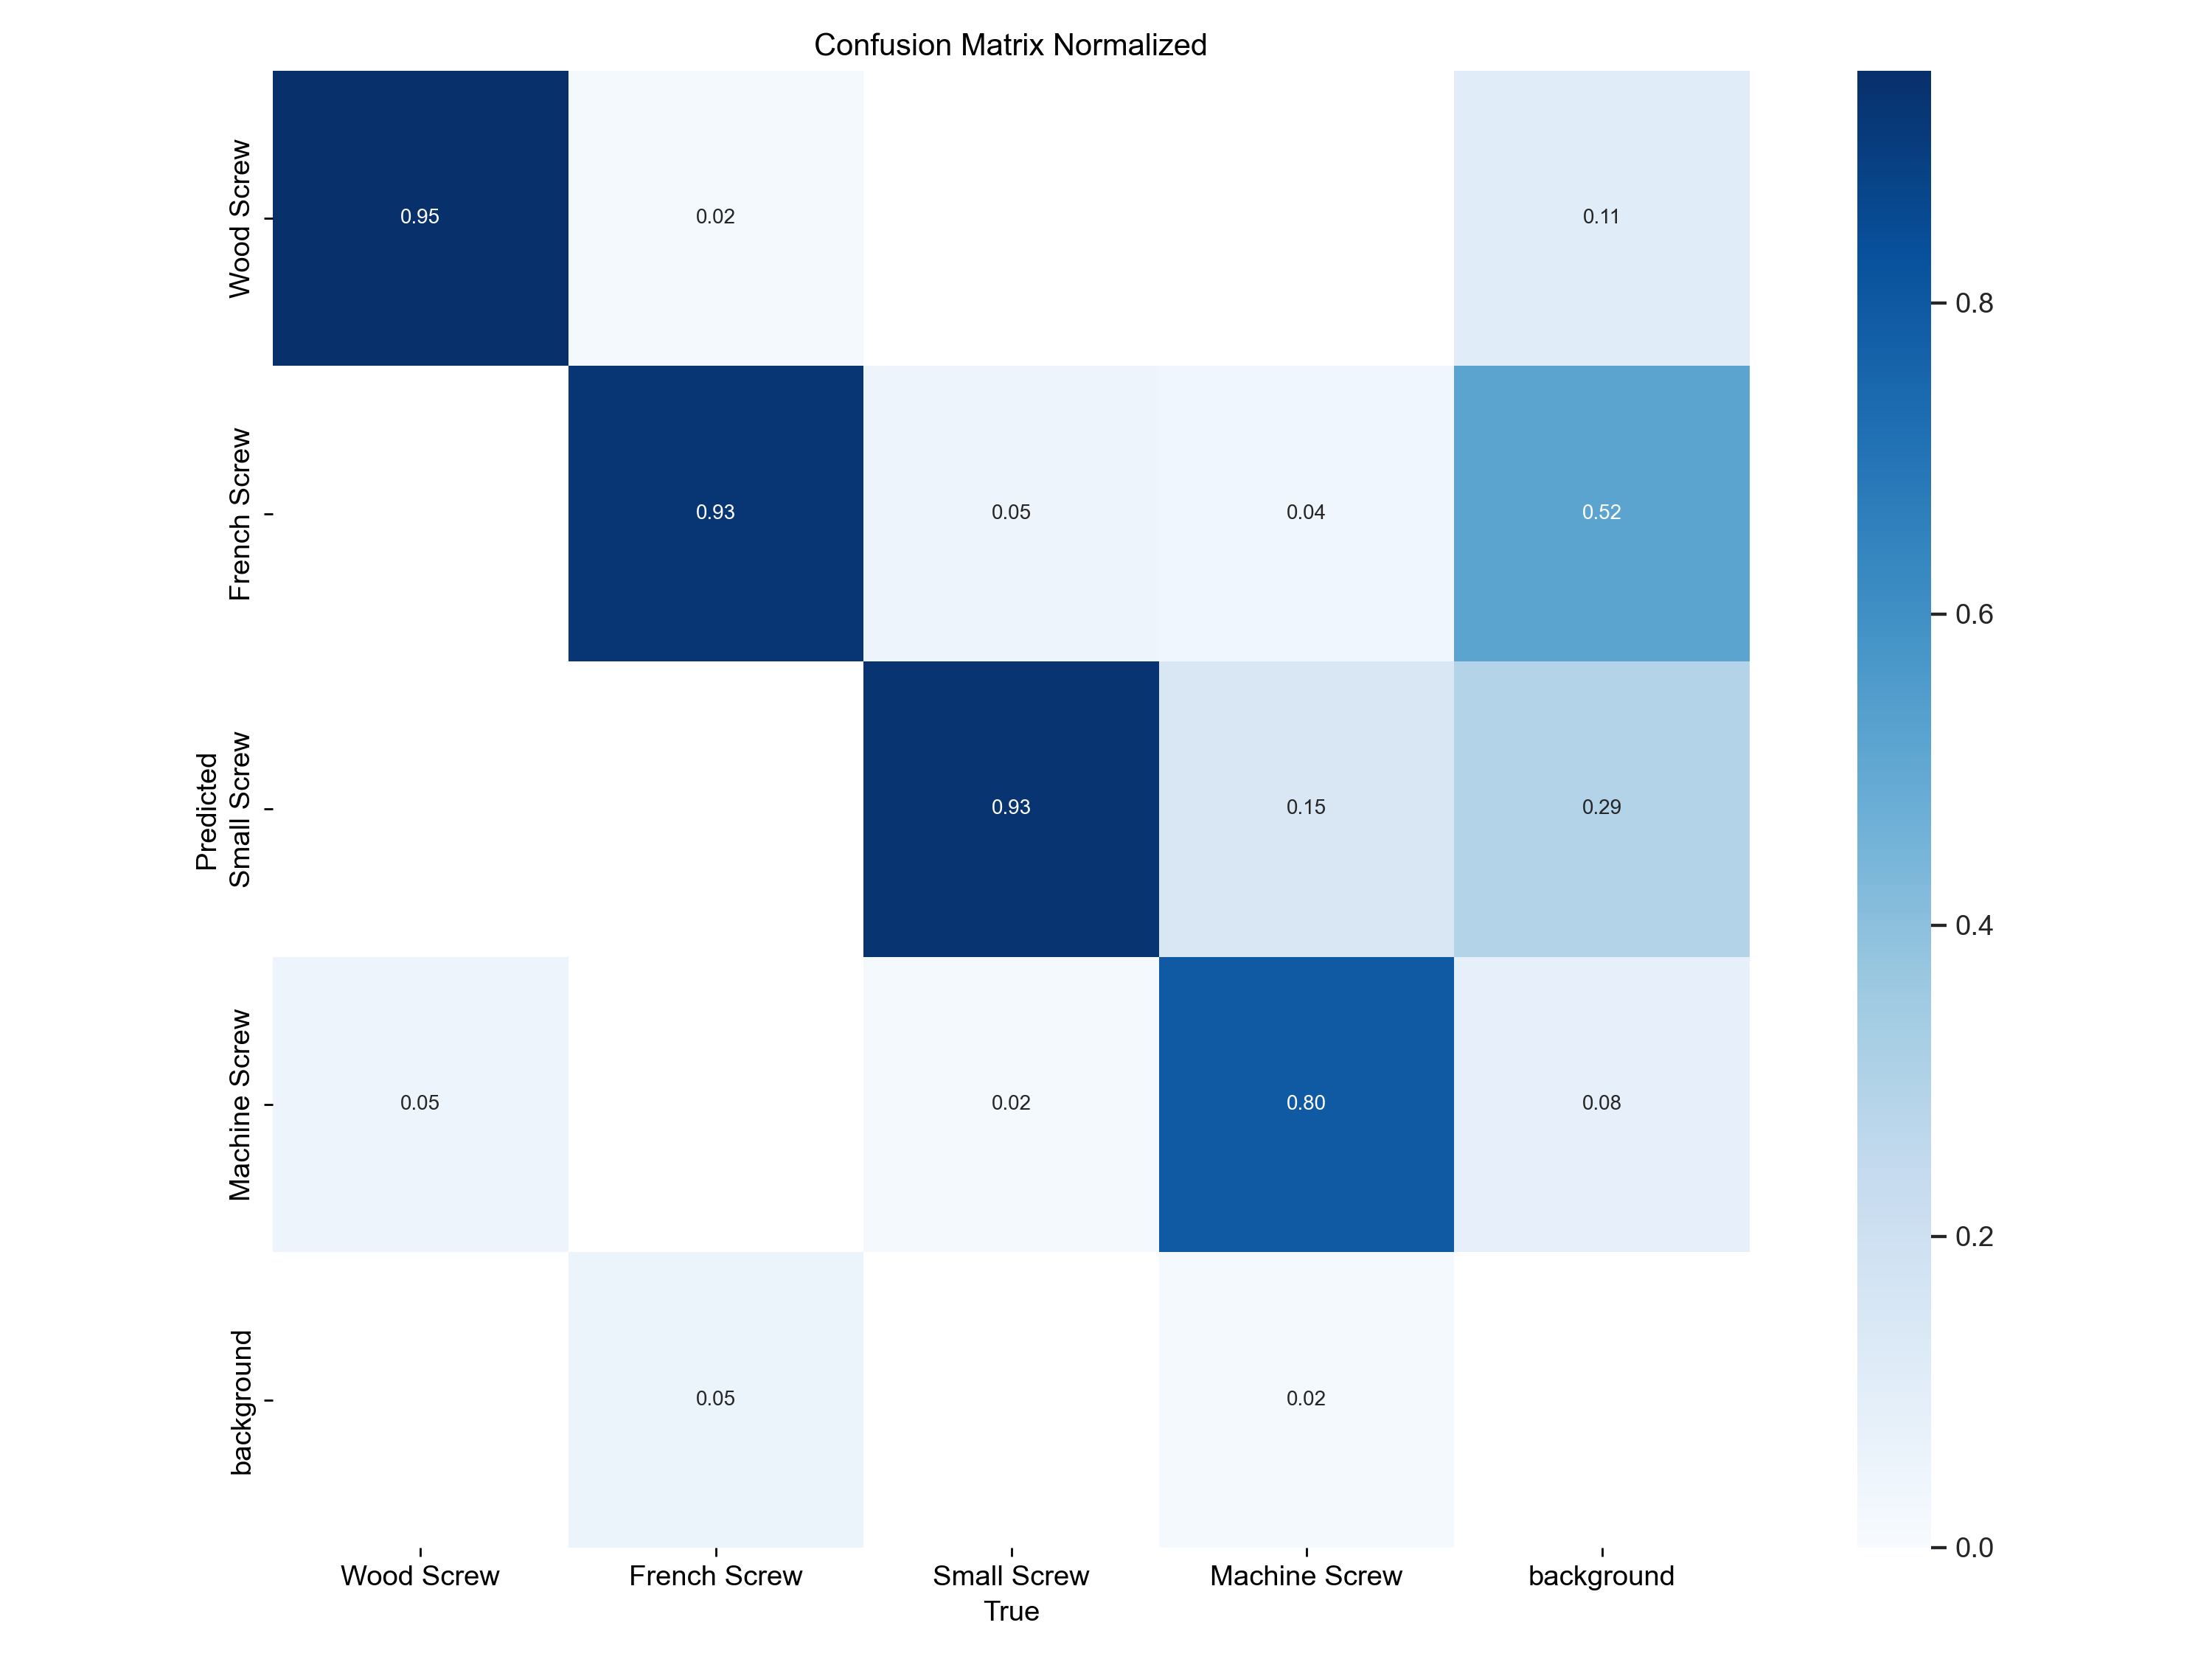 Confusion Matrix Normalized
Wood Screw
0.95
0.02
0.11
French Screw
0.93
0.05
0.04
0.52
Predicted
Small Screw
0.93
0.15
0.29
Machine Screw
0.05
0.02
0.80
0.08
background
0.05
0.02
Wood Screw
French Screw
Small Screw
Machine Screw
background
True
0.8
0.6
0.4
0.2
0.0